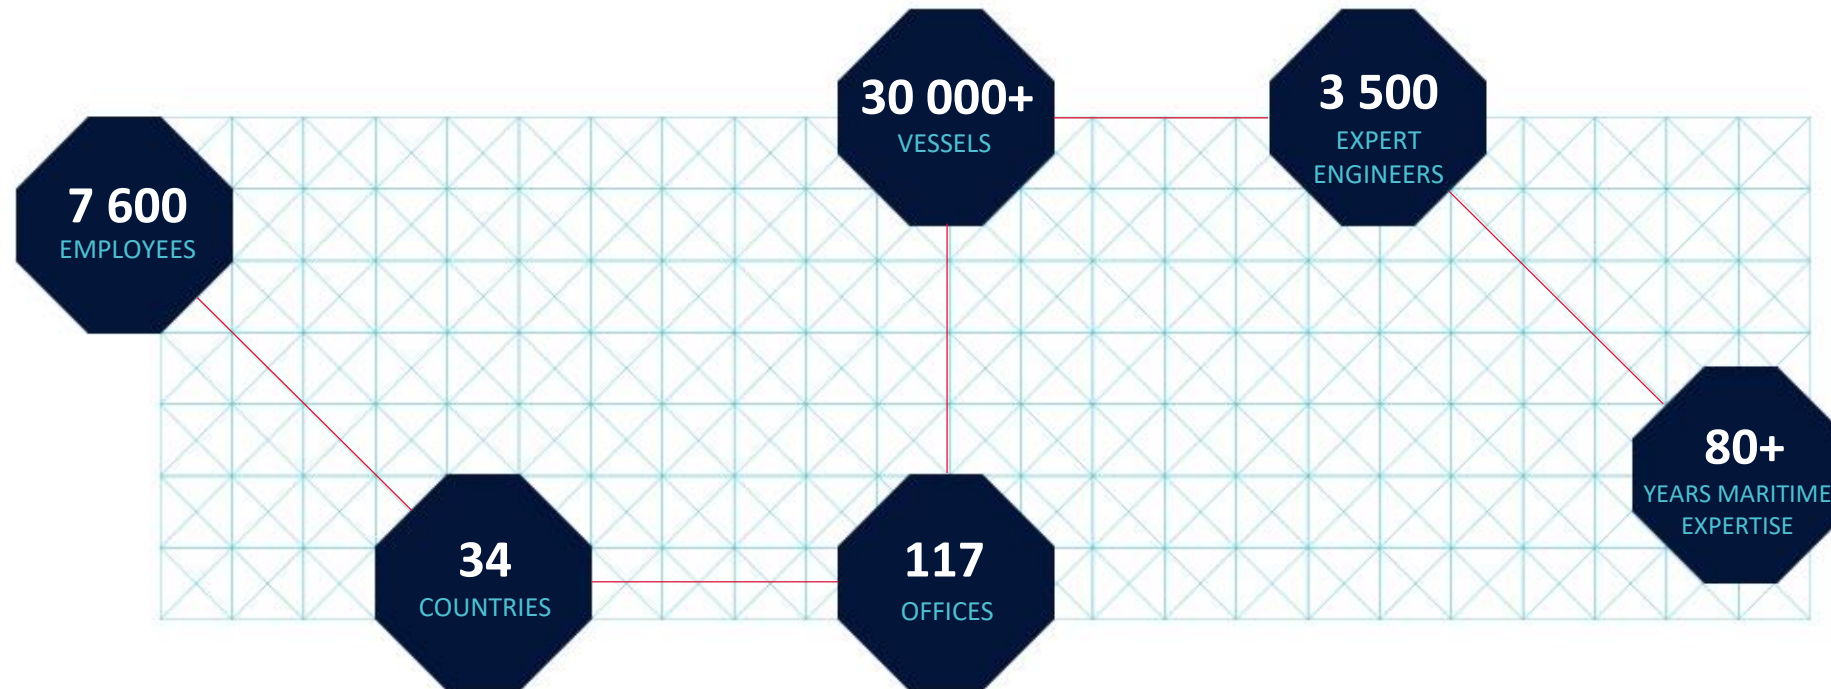 7 600
EMPLOYEES
34
COUNTRIES
117
OFFICES
30 000+
VESSELS
3 500
EXPERT
ENGINEERS
80+
YEARS MARITIME
EXPERTISE